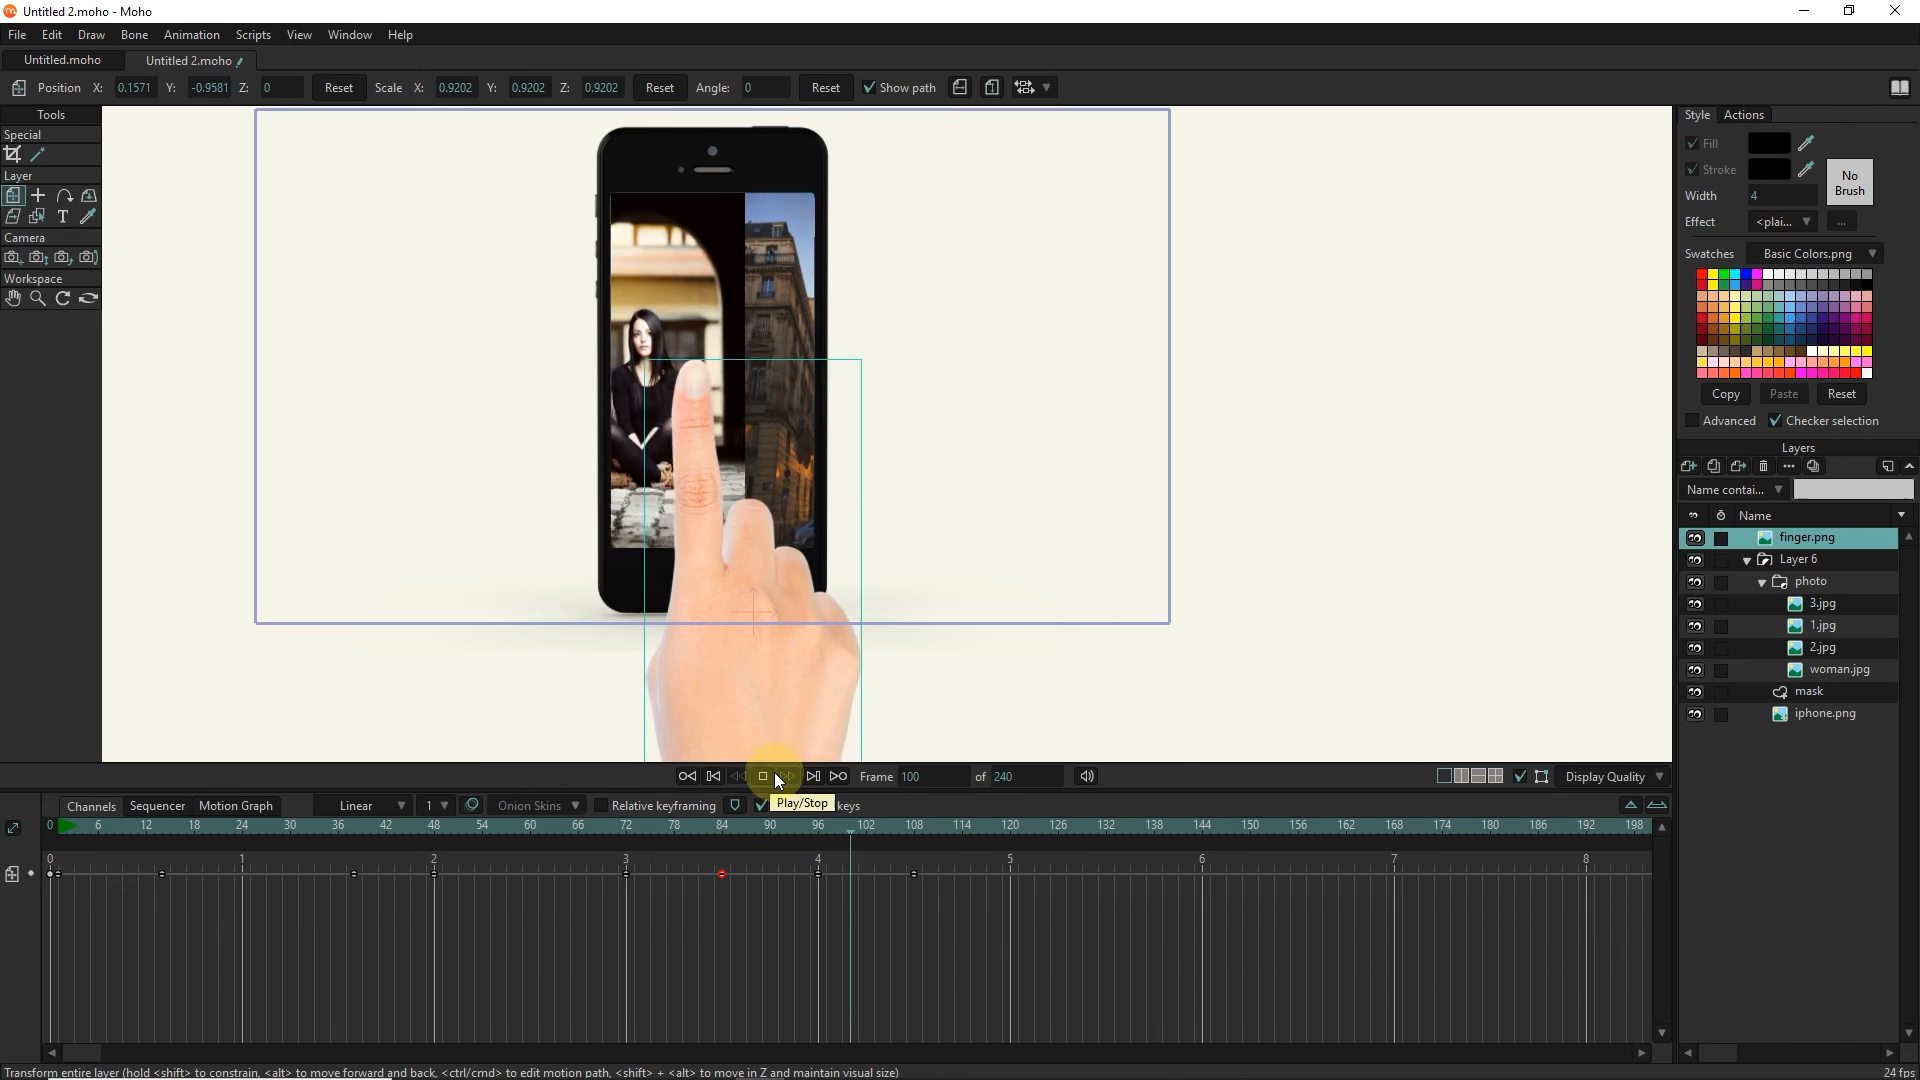 Untitled 2.moho - Moho
File Edit Draw Bone Animation Scripts View Window Help
Untitled.moho Untitled 2.moho
Position X: 0.1571 Y: -0.9581 Z: 0 Reset Scale X: 0.9202 Y: 0.9202 Z: 0.9202 Reset Angle: 0 Reset Show path
Tools
Special
Layer
T
Camera
Workspace
Style Actions
Fill
Stroke
No
Brush
Width 4
Effect <plai... ...
Swatches Basic Colors.png
Copy Paste Reset
Advanced Checker selection
Layers
Name contai...
Name
finger.png
Layer 6
photo
3.jpg
1.jpg
2.jpg
woman.jpg
mask
iphone.png
Frame 100 of 240 Display Quality
Channels Sequencer Motion Graph Linear 1 Onion Skins Relative keyframing keys
Play/Stop
0 6 12 18 24 30 36 42 48 54 60 66 72 78 84 90 96 102 108 114 120 126 132 138 144 150 156 162 168 174 180 186 192 198
0 1 2 3 4 5 6 7 8
Transform entire layer (hold <shift> to constrain, <alt> to move forward and back, <ctrl/cmd> to edit motion path, <shift> + <alt> to move in Z and maintain visual size) 24 fps